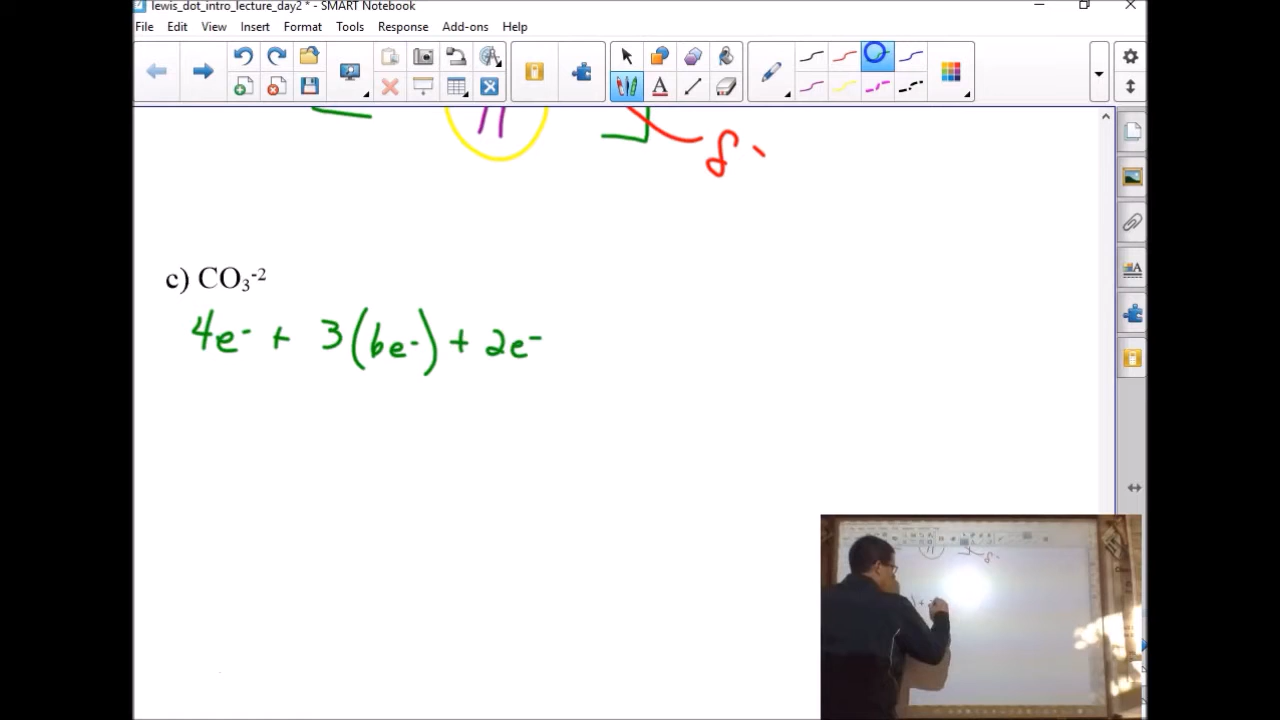 lewis_dot_intro_lecture_day2 * - SMART Notebook
File Edit View Insert Format Tools Response Add-ons Help
c) CO₃⁻²
4e⁻ + 3(6e⁻) + 2e⁻